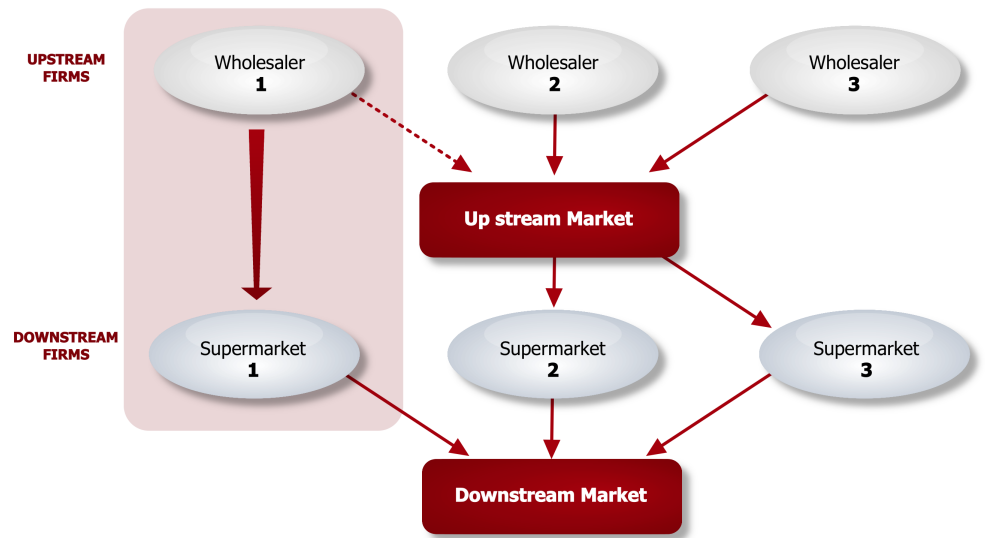 UPSTREAM
FIRMS
Wholesaler
1
Wholesaler
2
Wholesaler
3
Up stream Market
DOWNSTREAM
FIRMS
Supermarket
1
Supermarket
2
Supermarket
3
Downstream Market